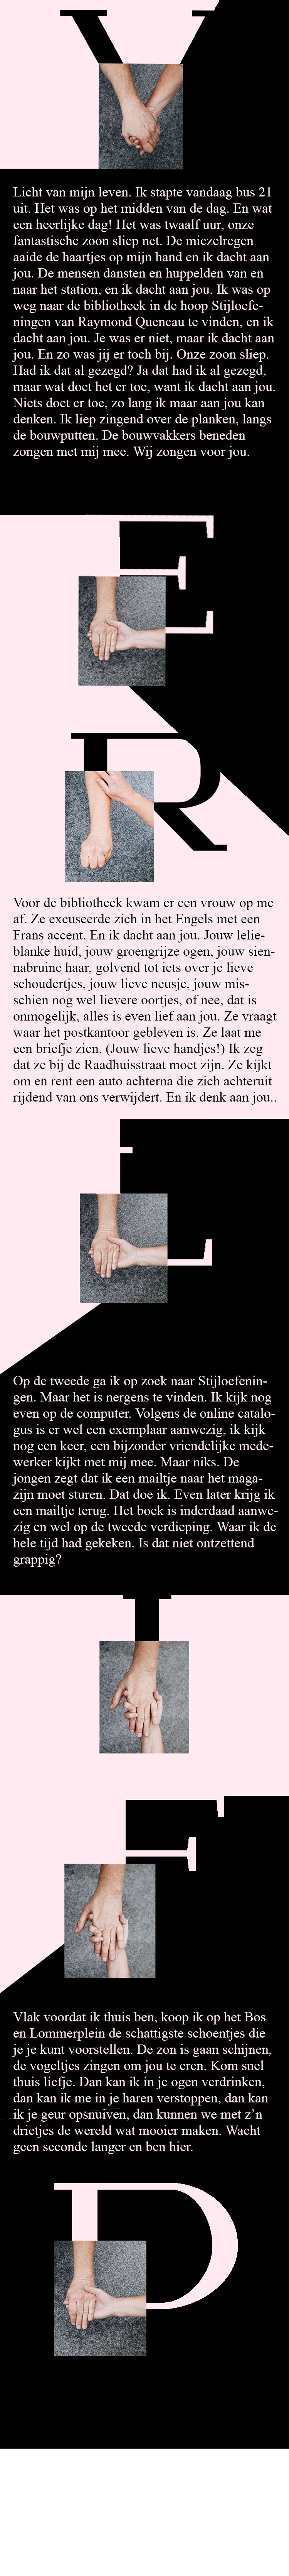 V
Licht van mijn leven. Ik stapte vandaag bus 21
uit. Het was op het midden van de dag. En wat
een heerlijke dag! Het was twaalf uur, onze
fantastische zoon sliep net. De miezelregen
aaide de haartjes op mijn hand en ik dacht aan
jou. De mensen dansten en huppelden van en
naar het station, en ik dacht aan jou. Ik was op
weg naar de bibliotheek in de hoop Stijloefe-
ningen van Raymond Queneau te vinden, en ik
dacht aan jou. Je was er niet, maar ik dacht aan
jou. En zo was jij er toch bij. Onze zoon sliep.
Had ik dat al gezegd? Ja dat had ik al gezegd,
maar wat doet het er toe, want ik dacht aan jou.
Niets doet er toe, zo lang ik maar aan jou kan
denken. Ik liep zingend over de planken, langs
de bouwputten. De bouwvakkers beneden
zongen met mij mee. Wij zongen voor jou.
E
R
Voor de bibliotheek kwam er een vrouw op me
af. Ze excuseerde zich in het Engels met een
Frans accent. En ik dacht aan jou. Jouw lelie-
blanke huid, jouw groengrijze ogen, jouw sien-
nabruine haar, golvend tot iets over je lieve
schoudertjes, jouw lieve neusje, jouw mis-
schien nog wel lievere oortjes, of nee, dat is
onmogelijk, alles is even lief aan jou. Ze vraagt
waar het postkantoor gebleven is. Ze laat me
een briefje zien. (Jouw lieve handjes!) Ik zeg
dat ze bij de Raadhuisstraat moet zijn. Ze kijkt
om en rent een auto achterna die zich achteruit
rijdend van ons verwijdert. En ik denk aan jou..
L
Op de tweede ga ik op zoek naar Stijloefenin-
gen. Maar het is nergens te vinden. Ik kijk nog
even op de computer. Volgens de online catalo-
gus is er wel een exemplaar aanwezig, ik kijk
nog een keer, een bijzonder vriendelijke mede-
werker kijkt met mij mee. Maar niks. De
jongen zegt dat ik een mailtje naar het maga-
zijn moet sturen. Dat doe ik. Even later krijg ik
een mailtje terug. Het boek is inderdaad aanwe-
zig en wel op de tweede verdieping. Waar ik de
hele tijd had gekeken. Is dat niet ontzettend
grappig?
I
E
Vlak voordat ik thuis ben, koop ik op het Bos
en Lommerplein de schattigste schoentjes die
je je kunt voorstellen. De zon is gaan schijnen,
de vogeltjes zingen om jou te eren. Kom snel
thuis liefje. Dan kan ik in je ogen verdrinken,
dan kan ik me in je haren verstoppen, dan kan
ik je geur opsnuiven, dan kunnen we met z'n
drietjes de wereld wat mooier maken. Wacht
geen seconde langer en ben hier.
D